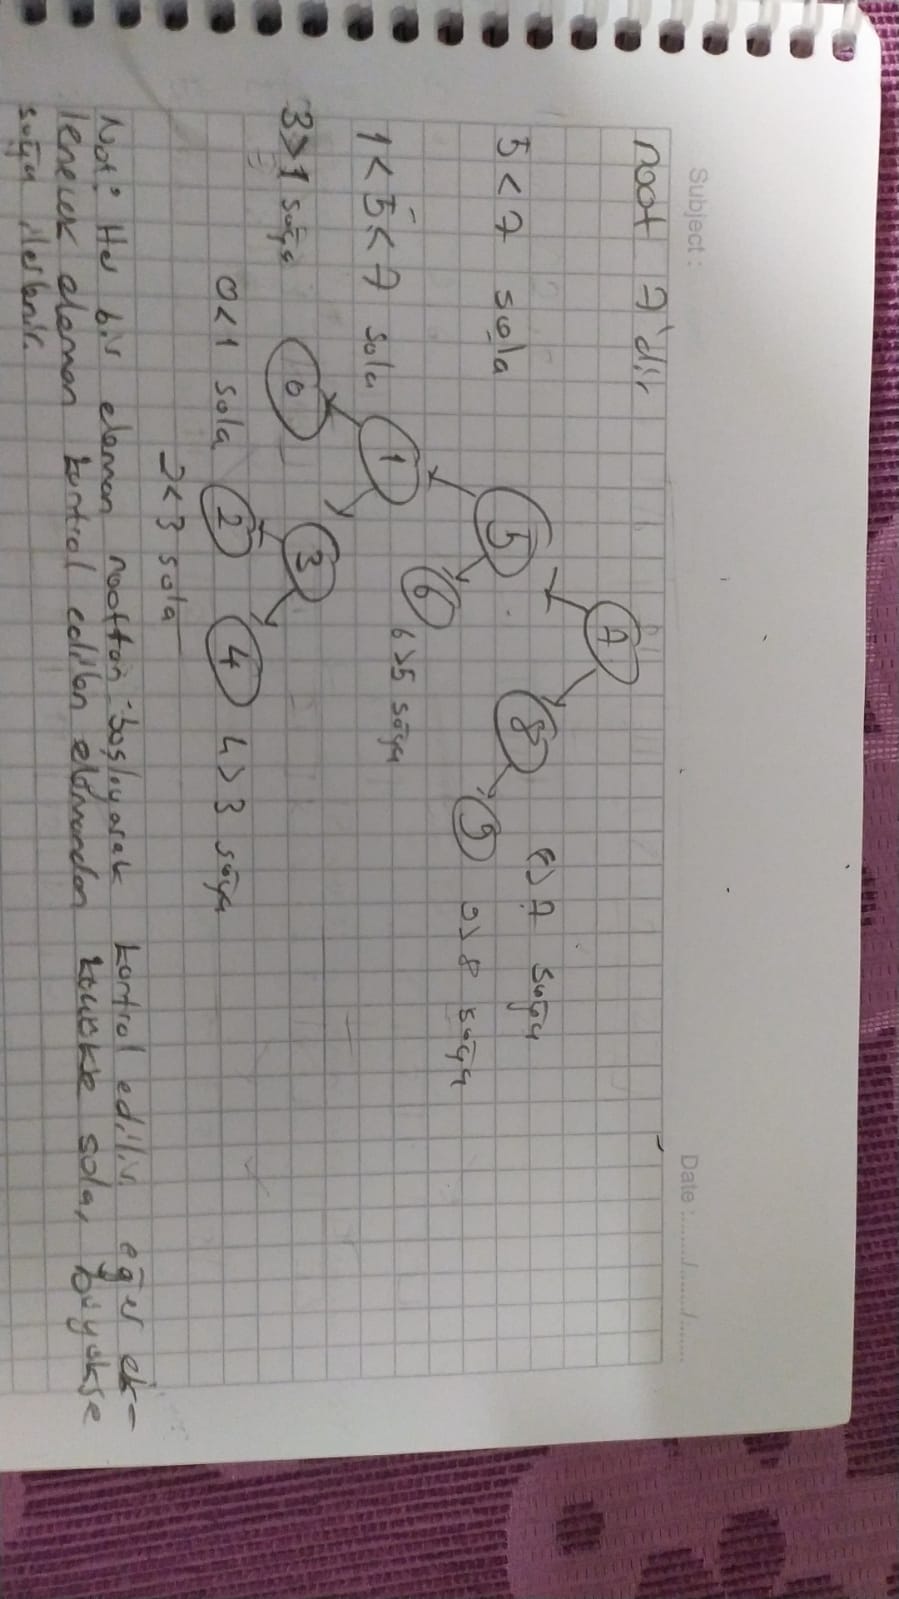 Subject : Date :....../......./.......
root 7'dir
7
5 < 7 sola
5
8
8>7 sağa
9
9>8 sağa
1 < 5 < 7 sola
1
6
6>5 sağa
3>1 sağa
0
3
0<1 sola
2
4
4>3 sağa
2<3 sola
Not: Her bir eleman root'tan başlayarak kontrol edilir eğer ek-
lenecek eleman kontrol edilen elemandan küçükse sola, büyükse
sağa ilerlenir.